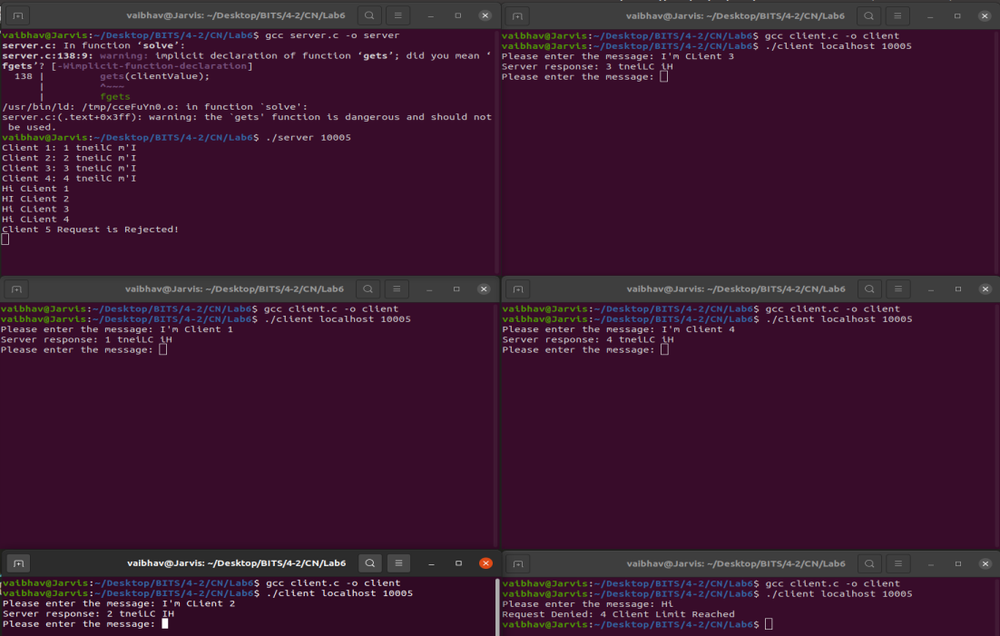 vaibhav@Jarvis: ~/Desktop/BITS/4-2/CN/Lab6
vaibhav@Jarvis:~/Desktop/BITS/4-2/CN/Lab6$ gcc server.c -o server
server.c: In function ‘solve’:
server.c:138:9: warning: implicit declaration of function ‘gets’; did you mean ‘
fgets’? [-Wimplicit-function-declaration]
  138 |         gets(clientValue);
      |         ^~~~
      |         fgets
/usr/bin/ld: /tmp/cceFuYn0.o: in function `solve':
server.c:(.text+0x3ff): warning: the `gets' function is dangerous and should not
 be used.
vaibhav@Jarvis:~/Desktop/BITS/4-2/CN/Lab6$ ./server 10005
Client 1: 1 tneilC m'I
Client 2: 2 tneiLC m'I
Client 3: 3 tneiLC m'I
Client 4: 4 tneilC m'I
Hi CLient 1
HI CLient 2
Hi CLient 3
Hi CLient 4
Client 5 Request is Rejected!
vaibhav@Jarvis: ~/Desktop/BITS/4-2/CN/Lab6
vaibhav@Jarvis:~/Desktop/BITS/4-2/CN/Lab6$ gcc client.c -o client
vaibhav@Jarvis:~/Desktop/BITS/4-2/CN/Lab6$ ./client localhost 10005
Please enter the message: I'm CLient 3
Server response: 3 tneiLC iH
Please enter the message:
vaibhav@Jarvis: ~/Desktop/BITS/4-2/CN/Lab6
vaibhav@Jarvis:~/Desktop/BITS/4-2/CN/Lab6$ gcc client.c -o client
vaibhav@Jarvis:~/Desktop/BITS/4-2/CN/Lab6$ ./client localhost 10005
Please enter the message: I'm Client 1
Server response: 1 tneiLC iH
Please enter the message:
vaibhav@Jarvis: ~/Desktop/BITS/4-2/CN/Lab6
vaibhav@Jarvis:~/Desktop/BITS/4-2/CN/Lab6$ gcc client.c -o client
vaibhav@Jarvis:~/Desktop/BITS/4-2/CN/Lab6$ ./client localhost 10005
Please enter the message: I'm Client 4
Server response: 4 tneiLC iH
Please enter the message:
vaibhav@Jarvis: ~/Desktop/BITS/4-2/CN/Lab6
vaibhav@Jarvis:~/Desktop/BITS/4-2/CN/Lab6$ gcc client.c -o client
vaibhav@Jarvis:~/Desktop/BITS/4-2/CN/Lab6$ ./client localhost 10005
Please enter the message: I'm CLient 2
Server response: 2 tneiLC IH
Please enter the message:
vaibhav@Jarvis: ~/Desktop/BITS/4-2/CN/Lab6
vaibhav@Jarvis:~/Desktop/BITS/4-2/CN/Lab6$ gcc client.c -o client
vaibhav@Jarvis:~/Desktop/BITS/4-2/CN/Lab6$ ./client localhost 10005
Please enter the message: Hi
Request Denied: 4 Client Limit Reached
vaibhav@Jarvis:~/Desktop/BITS/4-2/CN/Lab6$